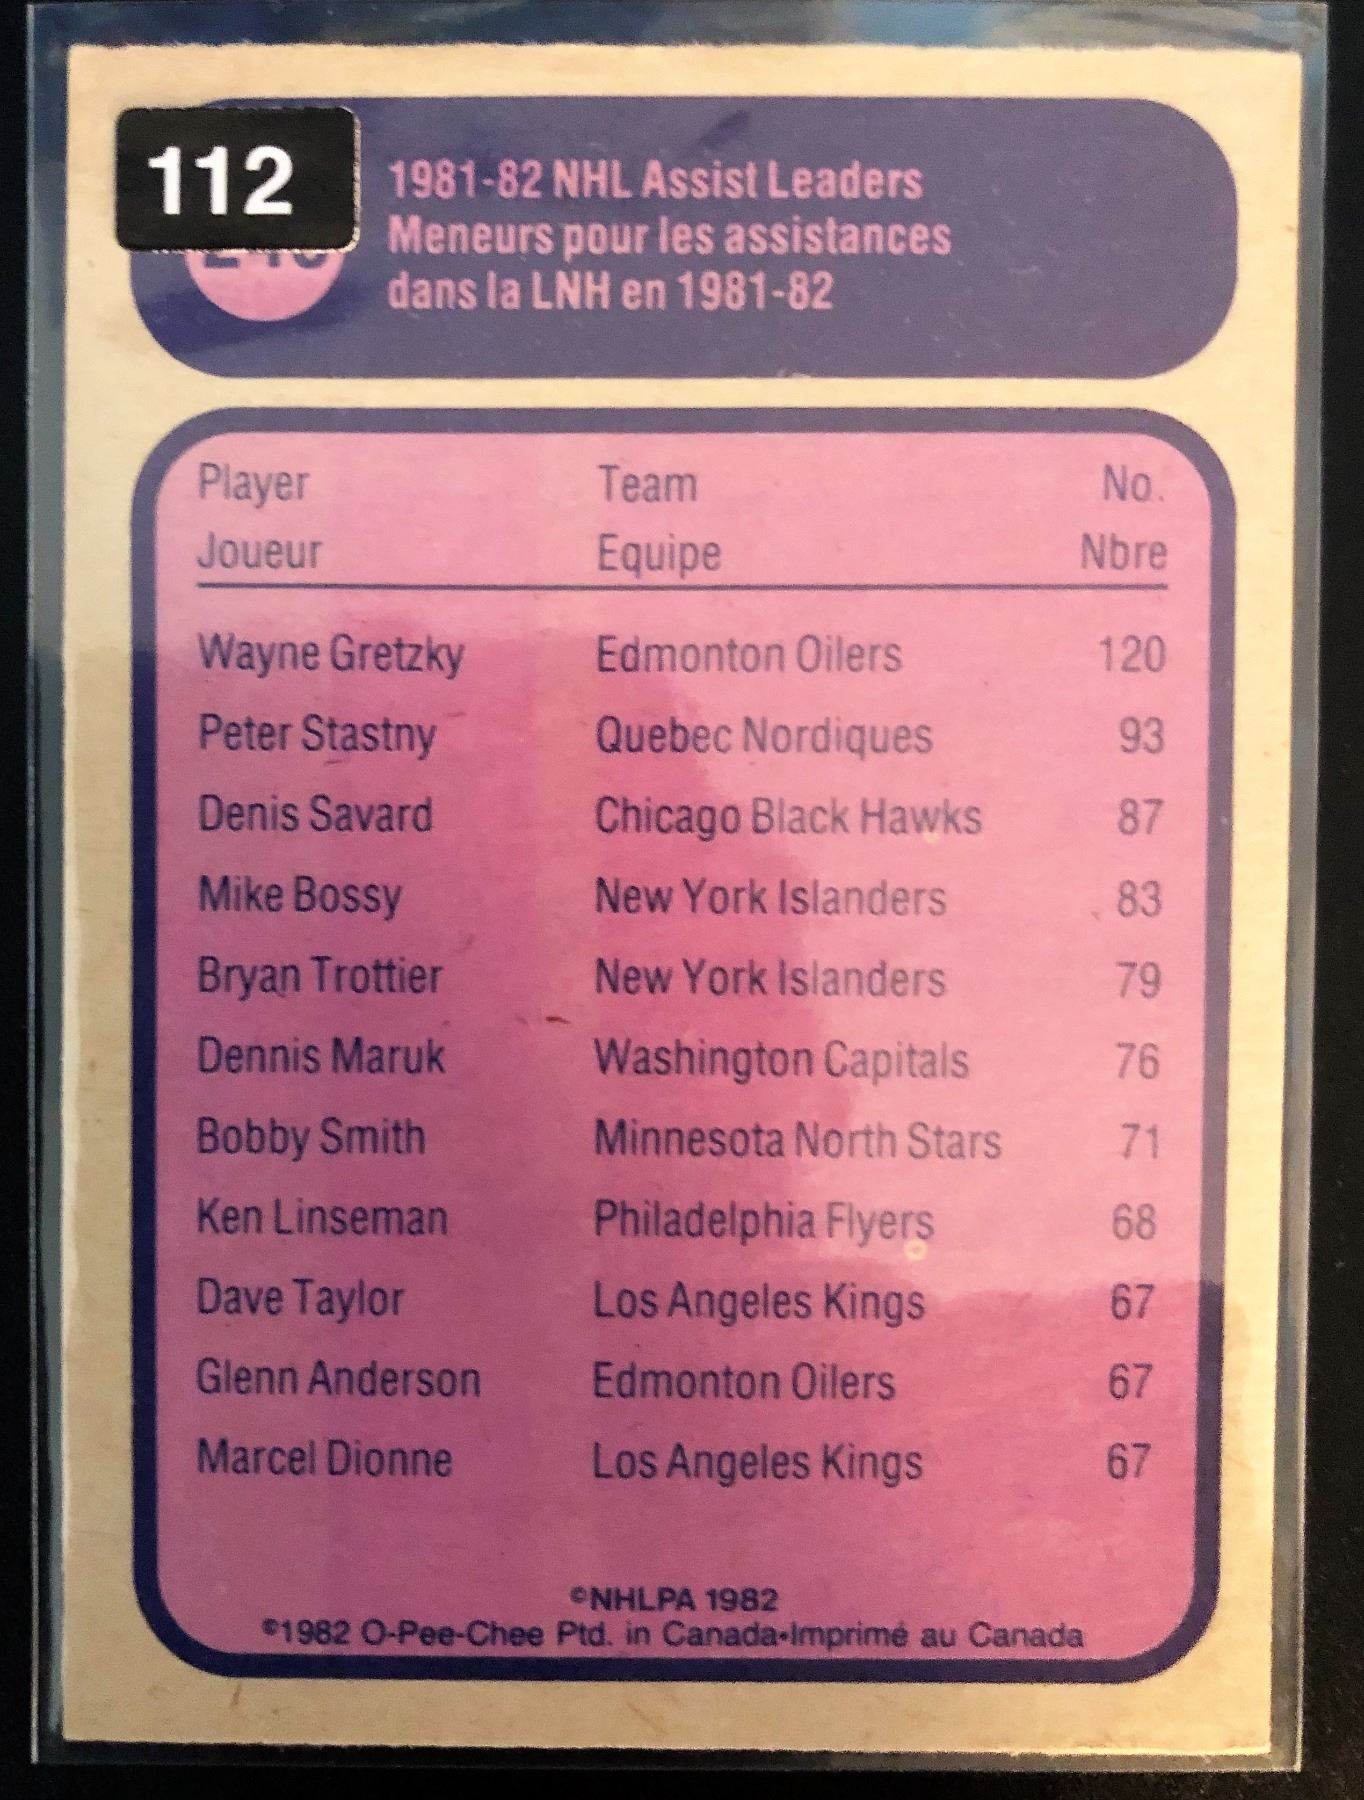 112
1981-82 NHL Assist Leaders
Meneurs pour les assistances
dans la LNH en 1981-82
Player Team No.
Joueur Equipe Nbre
Wayne Gretzky Edmonton Oilers 120
Peter Stastny Quebec Nordiques 93
Denis Savard Chicago Black Hawks 87
Mike Bossy New York Islanders 83
Bryan Trottier New York Islanders 79
Dennis Maruk Washington Capitals 76
Bobby Smith Minnesota North Stars 71
Ken Linseman Philadelphia Flyers 68
Dave Taylor Los Angeles Kings 67
Glenn Anderson Edmonton Oilers 67
Marcel Dionne Los Angeles Kings 67
©NHLPA 1982
©1982 O-Pee-Chee Ptd. in Canada•Imprimé au Canada